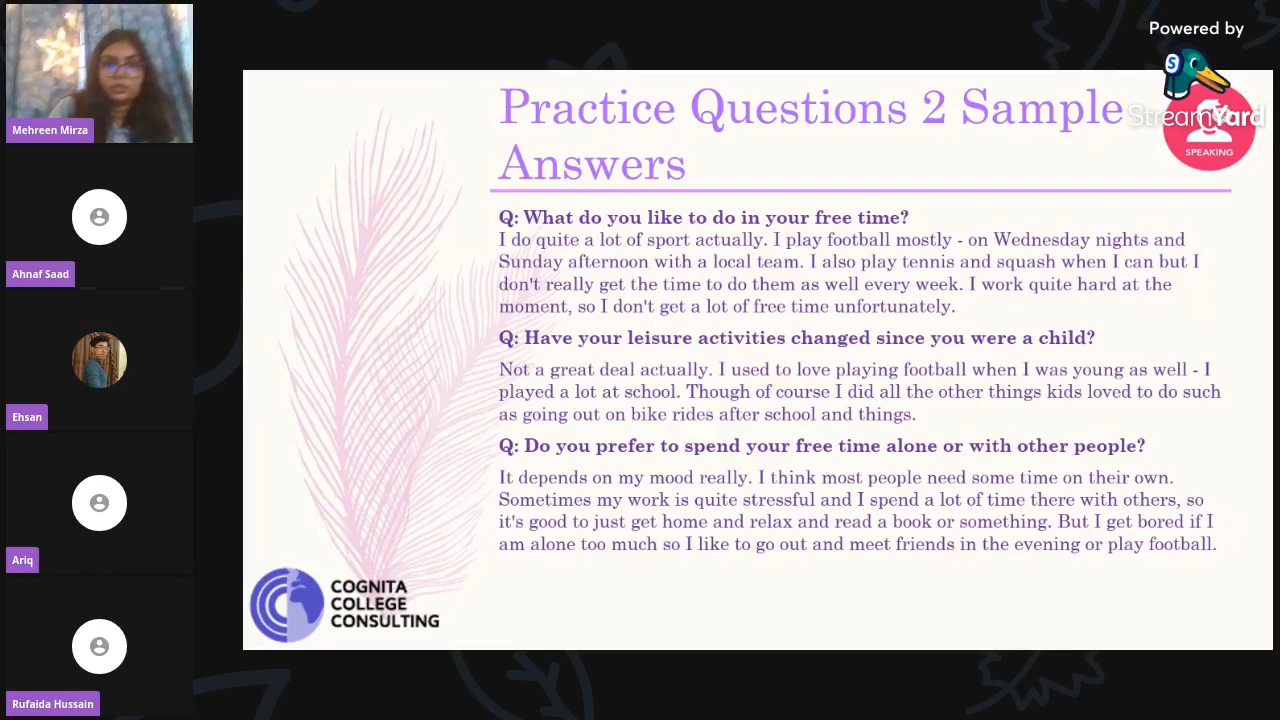 Powered by
StreamYard
SPEAKING
Mehreen Mirza
Ahnaf Saad
Ehsan
Ariq
Rufaida Hussain
Practice Questions 2 Sample
Answers
Q: What do you like to do in your free time?
I do quite a lot of sport actually. I play football mostly - on Wednesday nights and
Sunday afternoon with a local team. I also play tennis and squash when I can but I
don't really get the time to do them as well every week. I work quite hard at the
moment, so I don't get a lot of free time unfortunately.
Q: Have your leisure activities changed since you were a child?
Not a great deal actually. I used to love playing football when I was young as well - I
played a lot at school. Though of course I did all the other things kids loved to do such
as going out on bike rides after school and things.
Q: Do you prefer to spend your free time alone or with other people?
It depends on my mood really. I think most people need some time on their own.
Sometimes my work is quite stressful and I spend a lot of time there with others, so
it's good to just get home and relax and read a book or something. But I get bored if I
am alone too much so I like to go out and meet friends in the evening or play football.
COGNITA
COLLEGE
CONSULTING